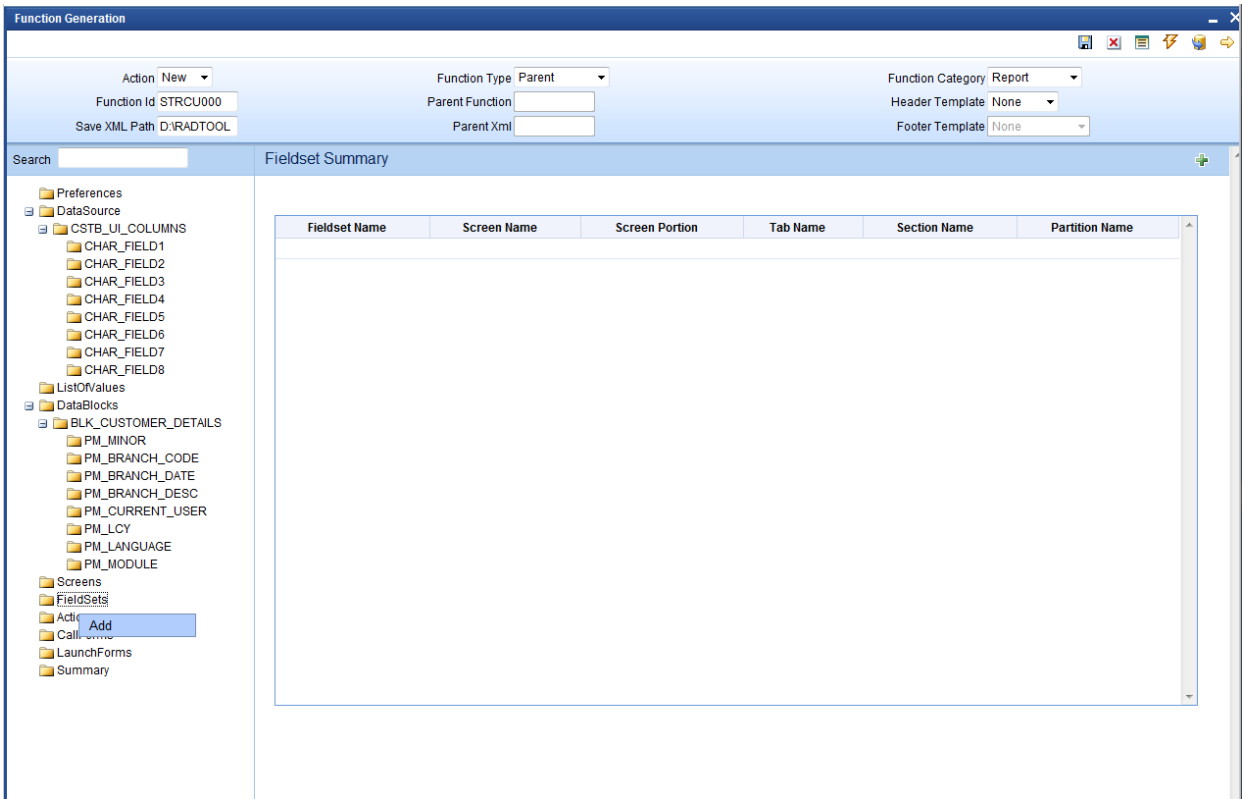 Function Generation
Action New
Function Type Parent
Function Category Report
Function Id STRCU000
Parent Function
Header Template None
Save XML Path D:\RADTOOL
Parent Xml
Footer Template None
Search
Fieldset Summary
Preferences
DataSource
CSTB_UI_COLUMNS
CHAR_FIELD1
CHAR_FIELD2
CHAR_FIELD3
CHAR_FIELD4
CHAR_FIELD5
CHAR_FIELD6
CHAR_FIELD7
CHAR_FIELD8
ListOfValues
DataBlocks
BLK_CUSTOMER_DETAILS
PM_MINOR
PM_BRANCH_CODE
PM_BRANCH_DATE
PM_BRANCH_DESC
PM_CURRENT_USER
PM_LCY
PM_LANGUAGE
PM_MODULE
Screens
FieldSets
Add
LaunchForms
Summary
Fieldset Name Screen Name Screen Portion Tab Name Section Name Partition Name